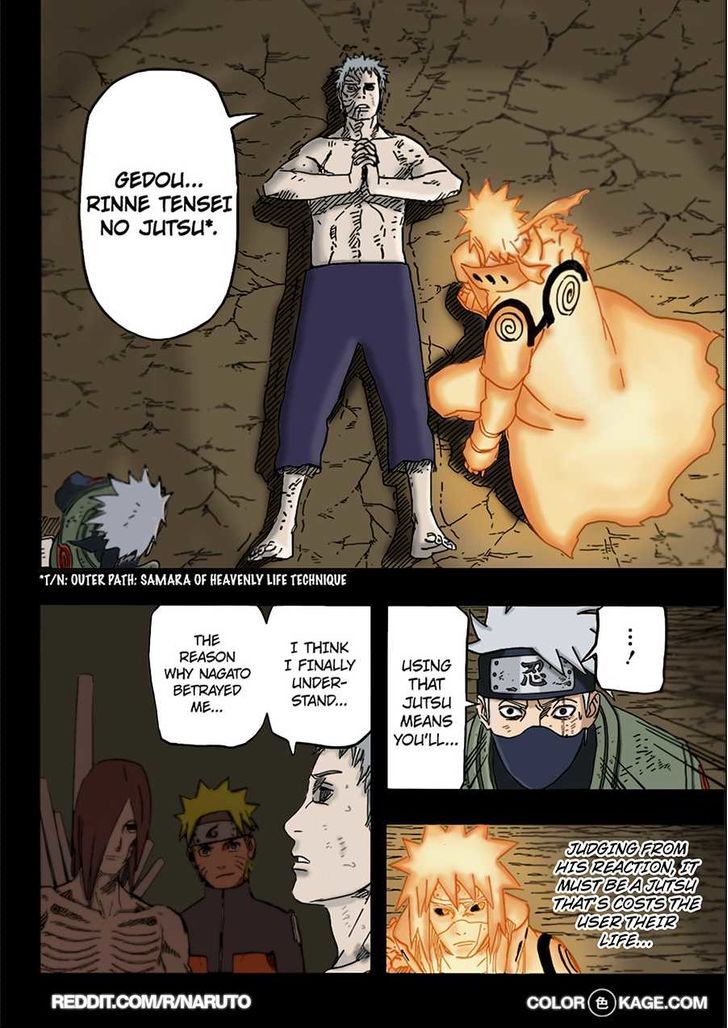 GEDOU...
RINNE TENSEI
NO JUTSU*.
*T/N: OUTER PATH: SAMARA OF HEAVENLY LIFE TECHNIQUE
THE
REASON
WHY NAGATO
BETRAYED
ME...
I THINK
I FINALLY
UNDER-
STAND...
USING
THAT
JUTSU
MEANS
YOU'LL...
...!
忍
JUDGING FROM
HIS REACTION, IT
MUST BE A JUTSU
THAT'S COSTS THE
USER THEIR
LIFE...
REDDIT.COM/R/NARUTO
COLOR 色 KAGE.COM